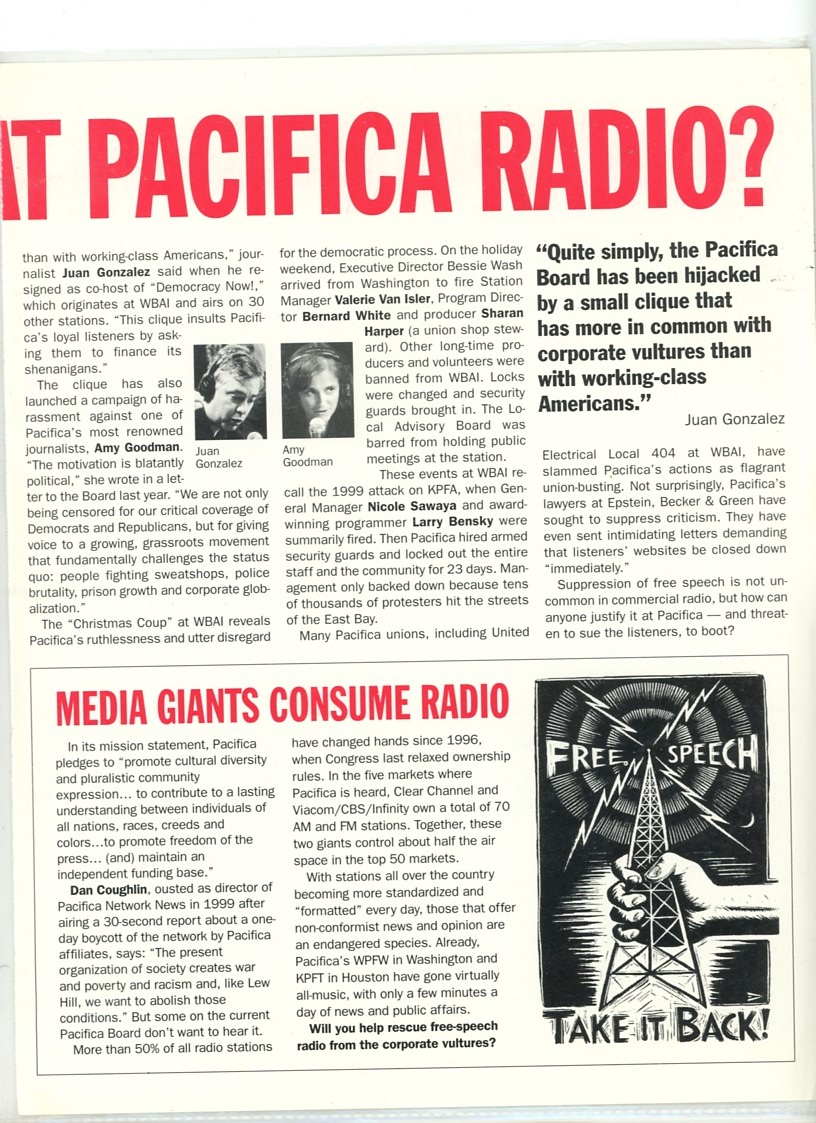 AT PACIFICA RADIO?
than with working-class Americans,” jour-
nalist Juan Gonzalez said when he re-
signed as co-host of “Democracy Now!,”
which originates at WBAI and airs on 30
other stations. “This clique insults Pacifi-
ca’s loyal listeners by ask-
ing them to finance its
shenanigans.”
The clique has also
launched a campaign of ha-
rassment against one of
Pacifica’s most renowned
journalists, Amy Goodman.
“The motivation is blatantly
political,” she wrote in a let-
ter to the Board last year. “We are not only
being censored for our critical coverage of
Democrats and Republicans, but for giving
voice to a growing, grassroots movement
that fundamentally challenges the status
quo: people fighting sweatshops, police
brutality, prison growth and corporate glob-
alization.”
The “Christmas Coup” at WBAI reveals
Pacifica’s ruthlessness and utter disregard
Juan
Gonzalez
for the democratic process. On the holiday
weekend, Executive Director Bessie Wash
arrived from Washington to fire Station
Manager Valerie Van Isler, Program Direc-
tor Bernard White and producer Sharan
Harper (a union shop stew-
ard). Other long-time pro-
ducers and volunteers were
banned from WBAI. Locks
were changed and security
guards brought in. The Lo-
cal Advisory Board was
barred from holding public
meetings at the station.
Amy
Goodman
These events at WBAI re-
call the 1999 attack on KPFA, when Gen-
eral Manager Nicole Sawaya and award-
winning programmer Larry Bensky were
summarily fired. Then Pacifica hired armed
security guards and locked out the entire
staff and the community for 23 days. Man-
agement only backed down because tens
of thousands of protesters hit the streets
of the East Bay.
Many Pacifica unions, including United
“Quite simply, the Pacifica
Board has been hijacked
by a small clique that
has more in common with
corporate vultures than
with working-class
Americans.”
Juan Gonzalez
Electrical Local 404 at WBAI, have
slammed Pacifica’s actions as flagrant
union-busting. Not surprisingly, Pacifica’s
lawyers at Epstein, Becker & Green have
sought to suppress criticism. They have
even sent intimidating letters demanding
that listeners’ websites be closed down
“immediately.”
Suppression of free speech is not un-
common in commercial radio, but how can
anyone justify it at Pacifica — and threat-
en to sue the listeners, to boot?
MEDIA GIANTS CONSUME RADIO
In its mission statement, Pacifica
pledges to “promote cultural diversity
and pluralistic community
expression... to contribute to a lasting
understanding between individuals of
all nations, races, creeds and
colors...to promote freedom of the
press... (and) maintain an
independent funding base.”
Dan Coughlin, ousted as director of
Pacifica Network News in 1999 after
airing a 30-second report about a one-
day boycott of the network by Pacifica
affiliates, says: “The present
organization of society creates war
and poverty and racism and, like Lew
Hill, we want to abolish those
conditions.” But some on the current
Pacifica Board don’t want to hear it.
More than 50% of all radio stations
have changed hands since 1996,
when Congress last relaxed ownership
rules. In the five markets where
Pacifica is heard, Clear Channel and
Viacom/CBS/Infinity own a total of 70
AM and FM stations. Together, these
two giants control about half the air
space in the top 50 markets.
With stations all over the country
becoming more standardized and
“formatted” every day, those that offer
non-conformist news and opinion are
an endangered species. Already,
Pacifica’s WPFW in Washington and
KPFT in Houston have gone virtually
all-music, with only a few minutes a
day of news and public affairs.
Will you help rescue free-speech
radio from the corporate vultures?
FREE SPEECH
TAKE IT BACK!